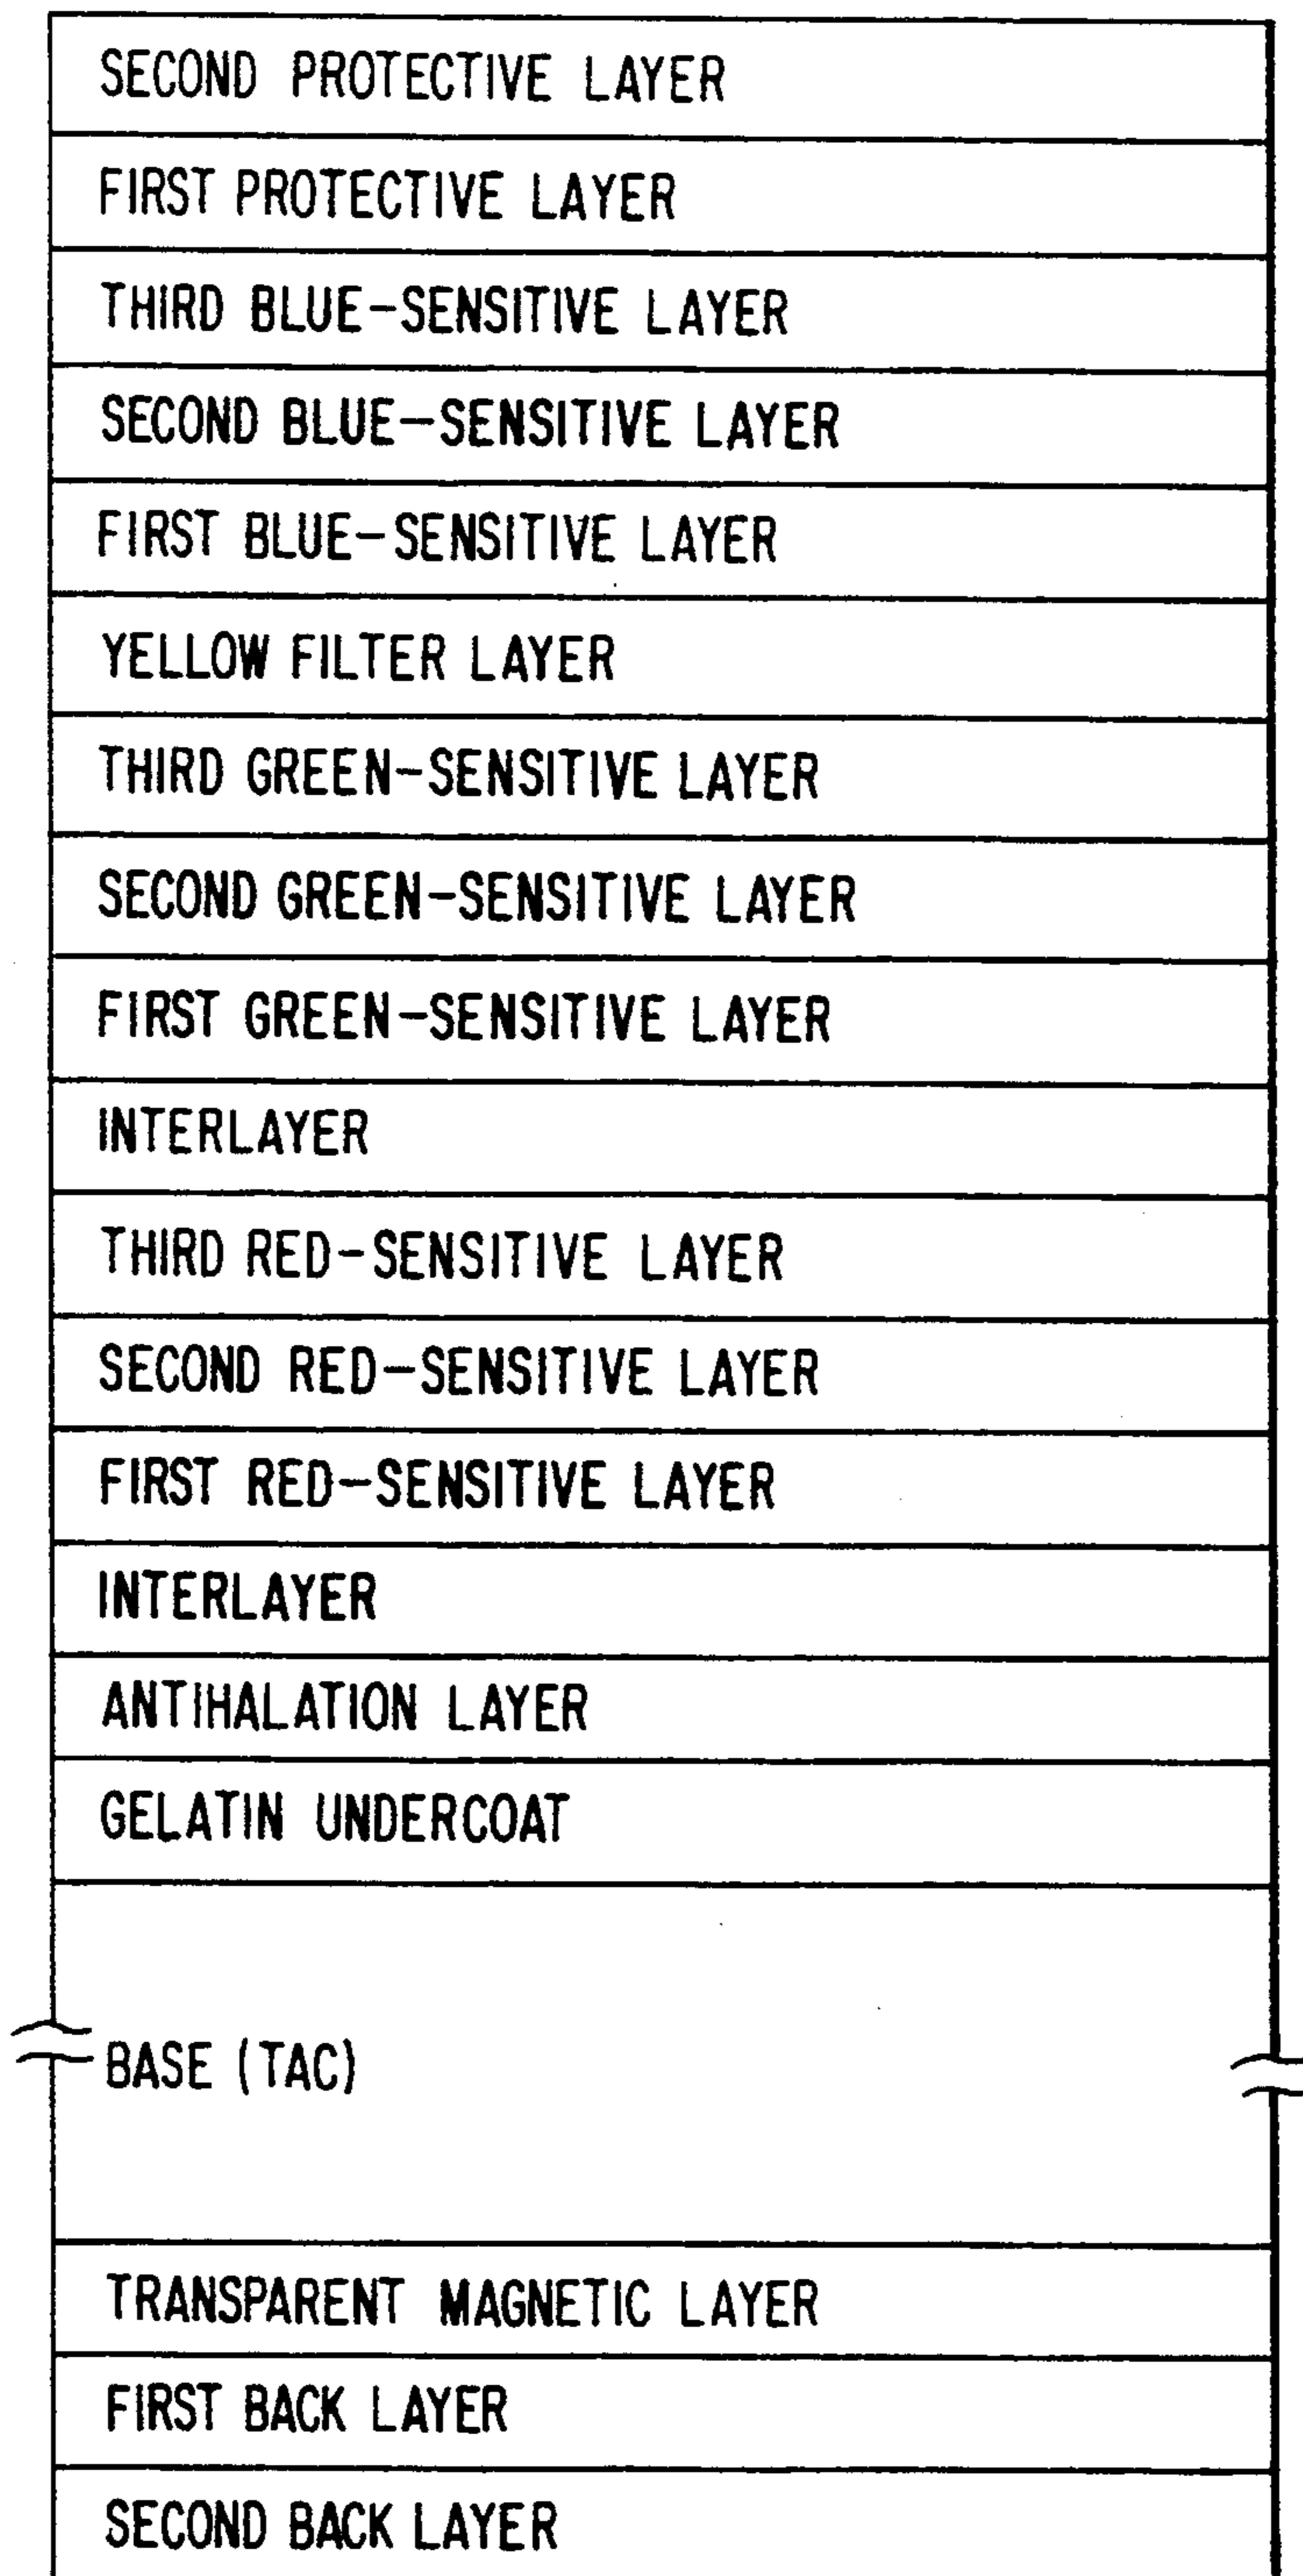 SECOND PROTECTIVE LAYER
FIRST PROTECTIVE LAYER
THIRD BLUE-SENSITIVE LAYER
SECOND BLUE-SENSITIVE LAYER
FIRST BLUE-SENSITIVE LAYER
YELLOW FILTER LAYER
THIRD GREEN-SENSITIVE LAYER
SECOND GREEN-SENSITIVE LAYER
FIRST GREEN-SENSITIVE LAYER
INTERLAYER
THIRD RED-SENSITIVE LAYER
SECOND RED-SENSITIVE LAYER
FIRST RED-SENSITIVE LAYER
INTERLAYER
ANTIHALATION LAYER
GELATIN UNDERCOAT
BASE (TAC)
TRANSPARENT MAGNETIC LAYER
FIRST BACK LAYER
SECOND BACK LAYER